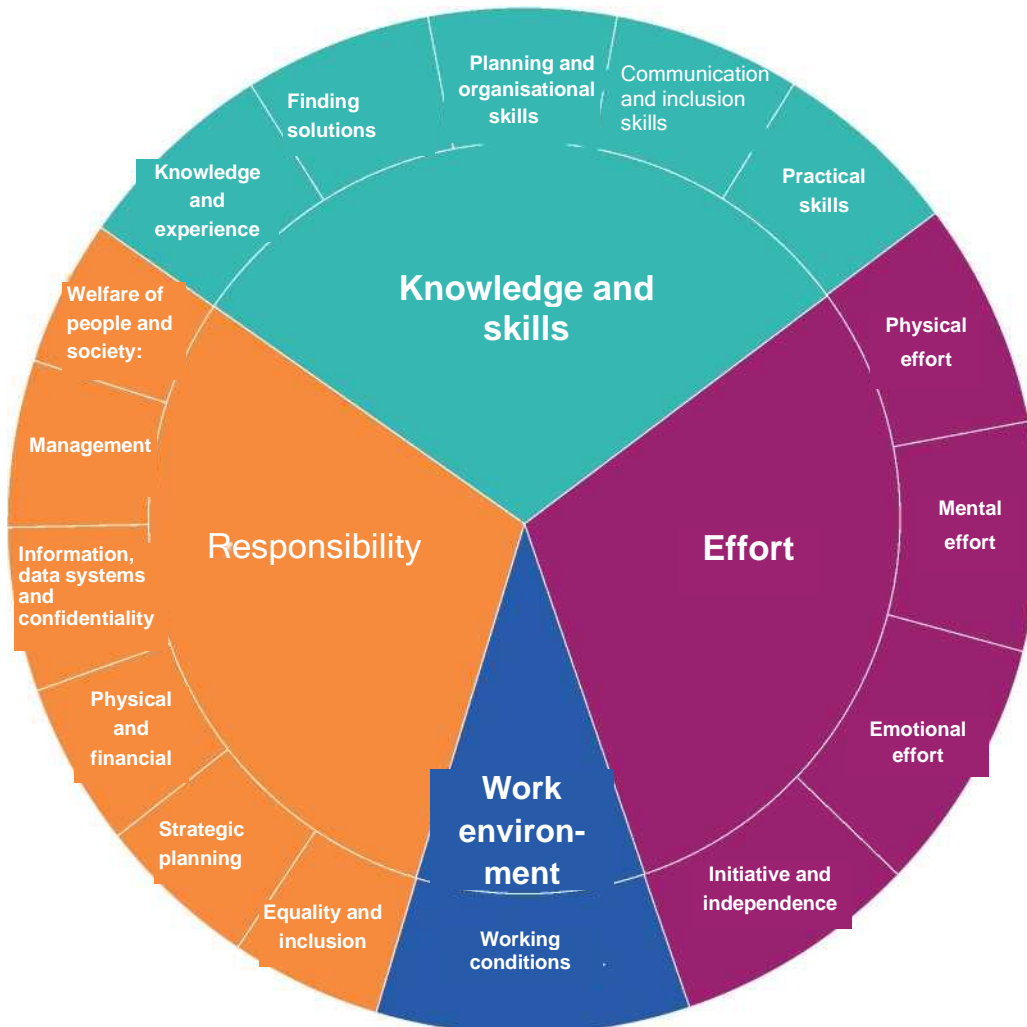 Planning and
organisational
skills
Communication
and inclusion
skills
Finding
solutions
Knowledge
and
experience
Practical
skills
Knowledge and
skills
Welfare of
people and
society:
Physical
effort
Management
Mental
effort
Responsibility
Effort
Information,
data systems
and
confidentiality
Physical
and
financial
Emotional
effort
Work
environ-
ment
Strategic
planning
Initiative and
independence
Equality and
inclusion
Working
conditions